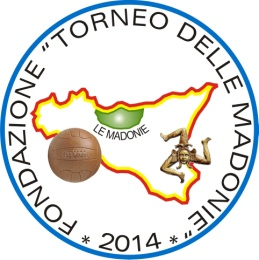 FONDAZIONE "TORNEO DELLE MADONIE"
LE MADONIE
* 2014 *